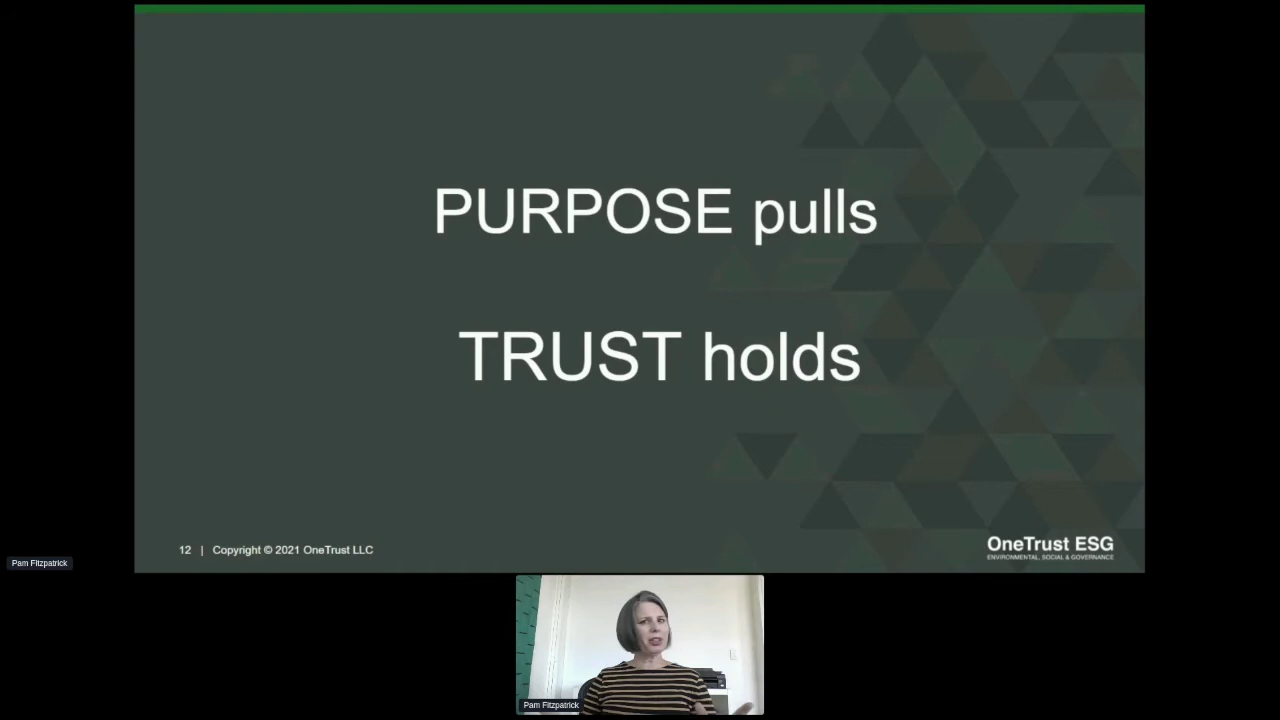 PURPOSE pulls
TRUST holds
12 | Copyright © 2021 OneTrust LLC
OneTrust ESG
ENVIRONMENTAL, SOCIAL & GOVERNANCE
Pam Fitzpatrick
Pam Fitzpatrick